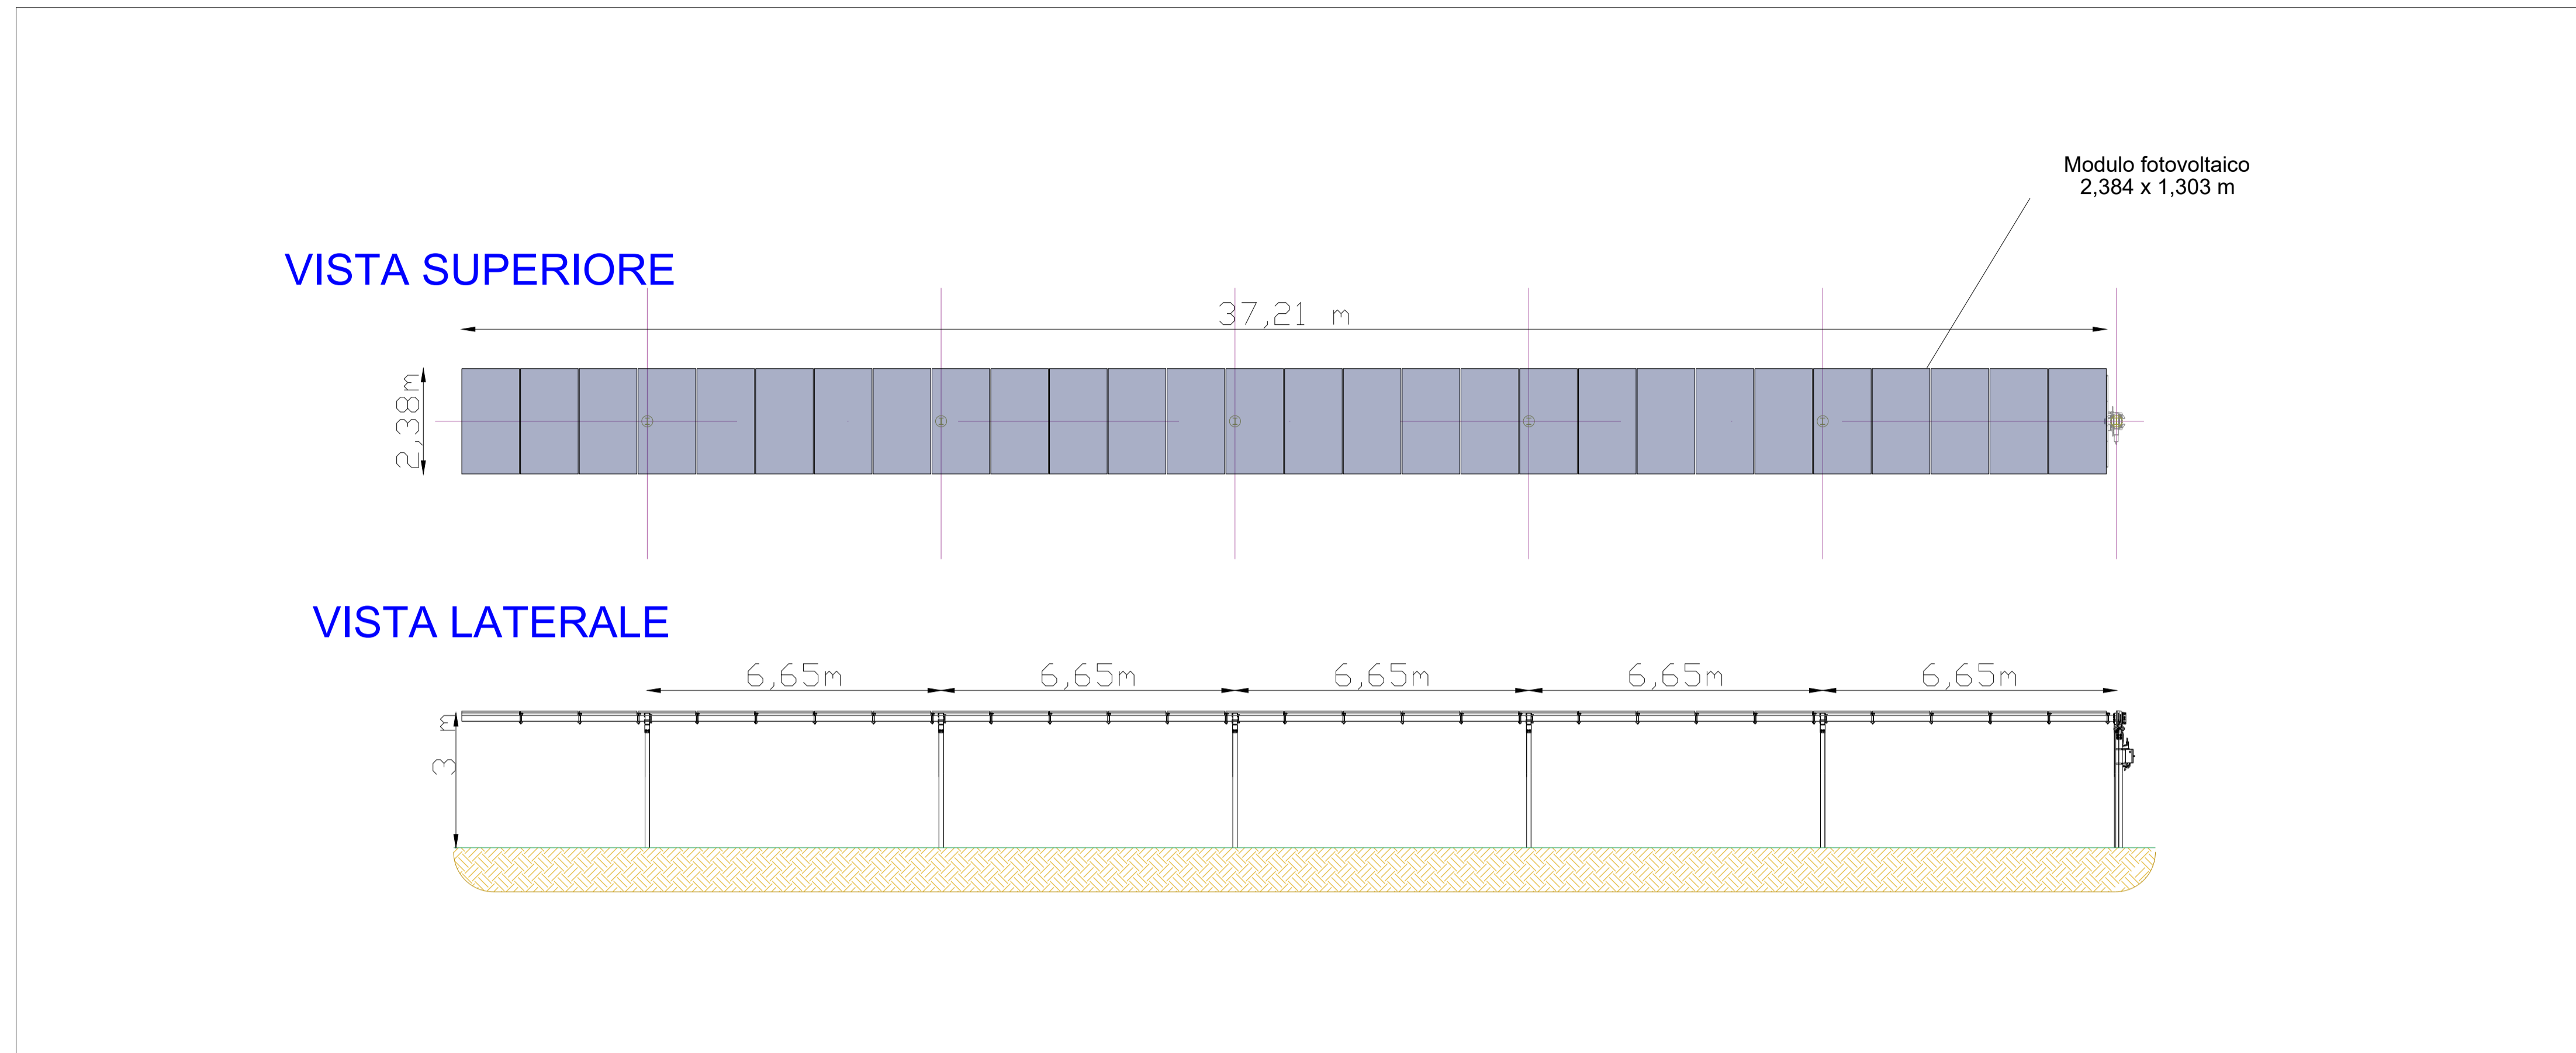 Modulo fotovoltaico
2,384 x 1,303 m
VISTA SUPERIORE
37,21 m
2,38m
VISTA LATERALE
6,65m 6,65m 6,65m 6,65m 6,65m
3 m